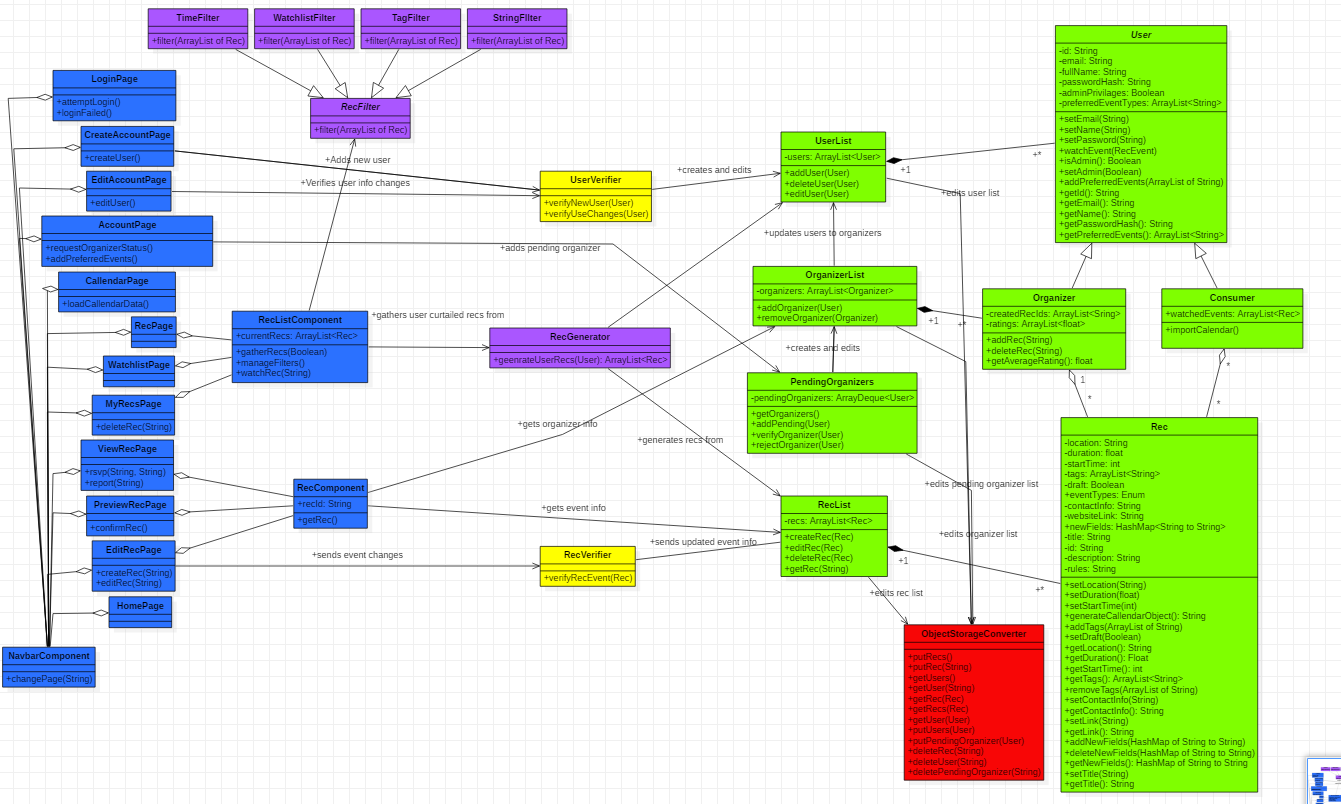 TimeFilter
+filter(ArrayList of Rec)
WatchlistFilter
+filter(ArrayList of Rec)
TagFilter
+filter(ArrayList of Rec)
StringFIlter
+filter(ArrayList of Rec)
RecFilter
+filter(ArrayList of Rec)
LoginPage
+attemptLogin()
+loginFailed()
CreateAccountPage
+createUser()
EditAccountPage
+editUser()
AccountPage
+requestOrganizerStatus()
+addPreferredEvents()
CallendarPage
+loadCallendarData()
RecPage
WatchlistPage
MyRecsPage
+deleteRec(String)
ViewRecPage
+rsvp(String, String)
+report(String)
PreviewRecPage
+confirmRec()
EditRecPage
+createRec(String)
+editRec(String)
HomePage
NavbarComponent
+changePage(String)
RecListComponent
+currentRecs: ArrayList<Rec>
+gatherRecs(Boolean)
+manageFilters()
+watchRec(String)
RecComponent
+recId: String
+getRec()
+Adds new user
+Verifies user info changes
+adds pending organizer
+gathers user curtailed recs from
+gets organizer info
+gets event info
+sends event changes
UserVerifier
+verifyNewUser(User)
+verifyUseChanges(User)
RecGenerator
+geenrateUserRecs(User): ArrayList<Rec>
RecVerifier
+verifyRecEvent(Rec)
+creates and edits
+updates users to organizers
+creates and edits
+generates recs from
+sends updated event info
UserList
-users: ArrayList<User>
+addUser(User)
+deleteUser(User)
+editUser(User)
+1
+*
+edits user list
OrganizerList
-organizers: ArrayList<Organizer>
+addOrganizer(User)
+removeOrganizer(Organizer)
+1
+*
PendingOrganizers
-pendingOrganizers: ArrayDeque<User>
+getOrganizers()
+addPending(User)
+verifyOrganizer(User)
+rejectOrganizer(User)
+edits pending organizer list
+edits organizer list
RecList
-recs: ArrayList<Rec>
+createRec(Rec)
+editRec(Rec)
+deleteRec(Rec)
+getRec(String)
+1
+*
+edits rec list
ObjectStorageConverter
+putRecs()
+putRec(String)
+getUsers()
+getUser(String)
+getRec(Rec)
+getRecs(Rec)
+getUser(User)
+putUsers(User)
+putPendingOrganizer(User)
+deleteRec(String)
+deleteUser(String)
+deletePendingOrganizer(String)
User
-id: String
-email: String
-fullName: String
-passwordHash: String
-adminPrivilages: Boolean
-preferredEventTypes: ArrayList<String>
+setEmail(String)
+setName(String)
+setPassword(String)
+watchEvent(RecEvent)
+isAdmin(): Boolean
+setAdmin(Boolean)
+addPreferredEvents(ArrayList of String)
+getId(): String
+getEmail(): String
+getName(): String
+getPasswordHash(): String
+getPreferredEvents(): ArrayList<String>
Organizer
-createdRecIds: ArrayList<Sring>
-ratings: ArrayList<float>
+addRec(String)
+deleteRec(String)
+getAverageRating(): float
1
*
Consumer
+watchedEvents: ArrayList<Rec>
+importCalendar()
*
*
Rec
-location: String
-duration: float
-startTime: int
-tags: ArrayList<String>
-draft: Boolean
+eventTypes: Enum
-contactInfo: String
-websiteLink: String
+newFields: HashMap<String to String>
-title: String
-id: String
-description: String
-rules: String
+setLocation(String)
+setDuration(float)
+setStartTime(int)
+generateCallendarObject(): String
+addTags(ArrayList of String)
+setDraft(Boolean)
+getLocation(): String
+getDuration(): Float
+getStartTime(): int
+getTags(): ArrayList<String>
+removeTags(ArrayList of String)
+setContactInfo(String)
+getContactInfo(): String
+setLink(String)
+getLink(): String
+addNewFields(HashMap of String to String)
+deleteNewFields(HashMap of String to String)
+getNewFields(): HashMap of String to String
+setTitle(String)
+getTitle(): String